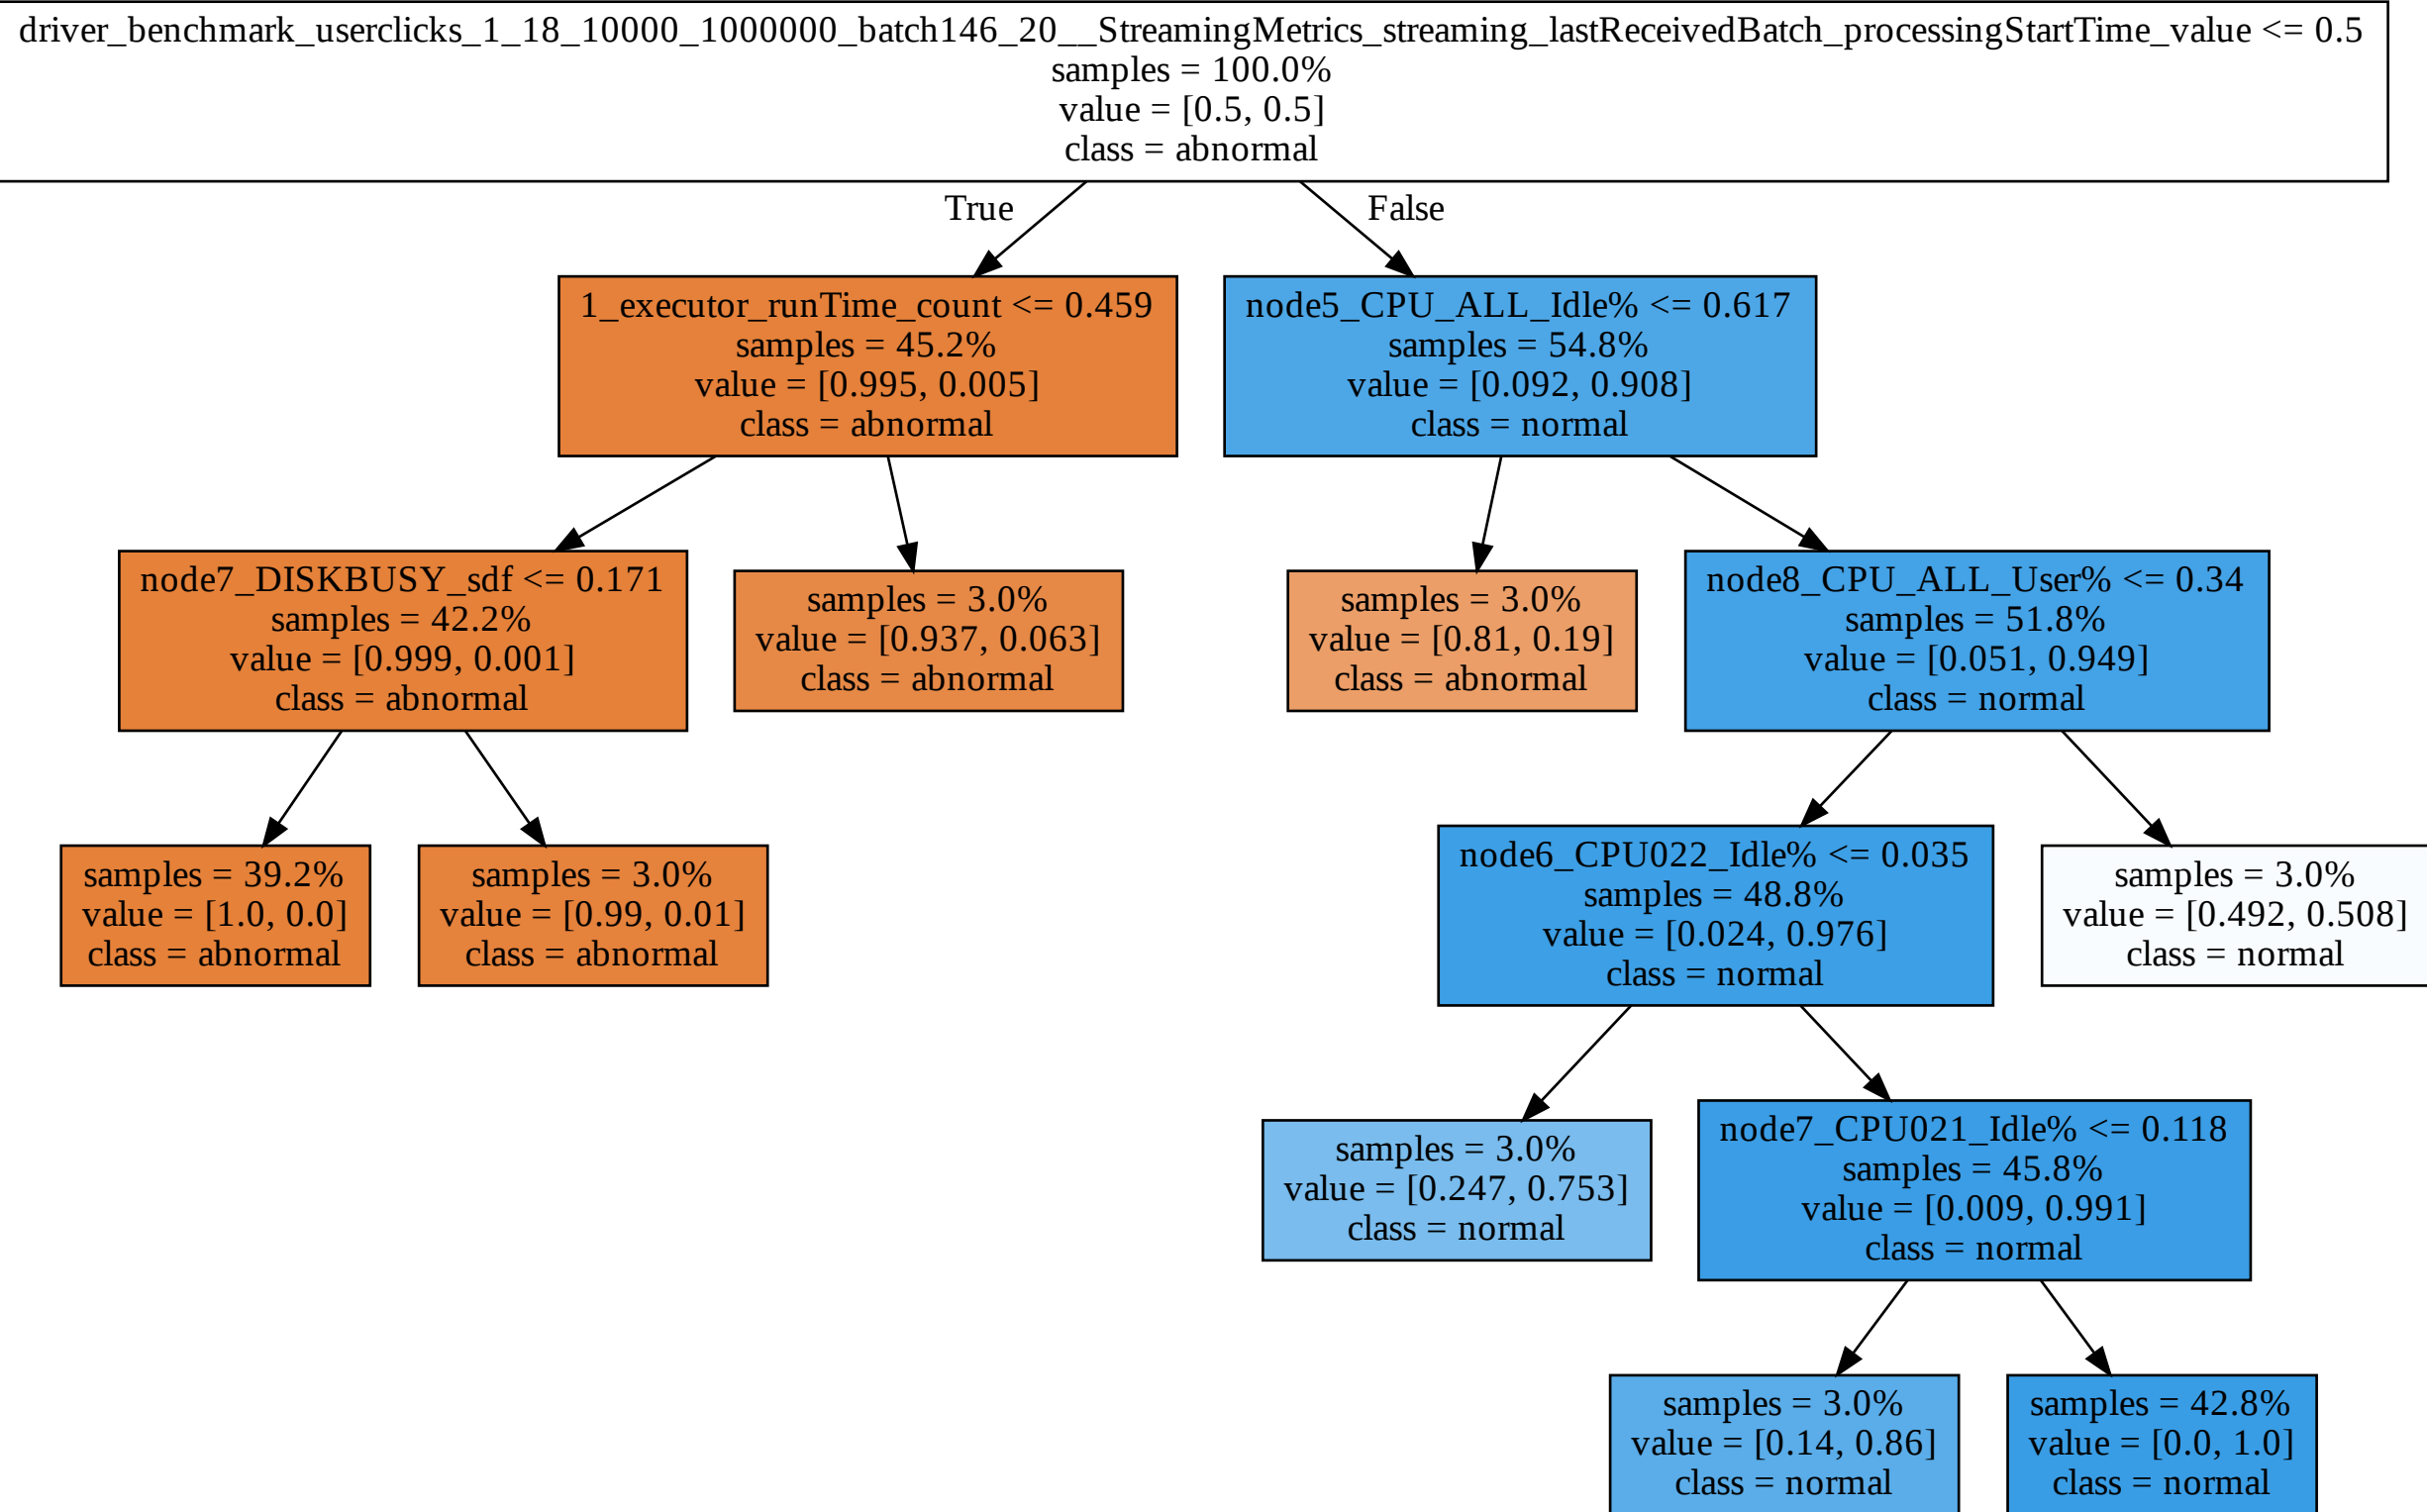 driver_benchmark_userclicks_1_18_10000_1000000_batch146_20__StreamingMetrics_streaming_lastReceivedBatch_processingStartTime_value <= 0.5
samples = 100.0%
value = [0.5, 0.5]
class = abnormal
True
False
1_executor_runTime_count <= 0.459
samples = 45.2%
value = [0.995, 0.005]
class = abnormal
node5_CPU_ALL_Idle% <= 0.617
samples = 54.8%
value = [0.092, 0.908]
class = normal
node7_DISKBUSY_sdf <= 0.171
samples = 42.2%
value = [0.999, 0.001]
class = abnormal
samples = 3.0%
value = [0.937, 0.063]
class = abnormal
samples = 3.0%
value = [0.81, 0.19]
class = abnormal
node8_CPU_ALL_User% <= 0.34
samples = 51.8%
value = [0.051, 0.949]
class = normal
samples = 39.2%
value = [1.0, 0.0]
class = abnormal
samples = 3.0%
value = [0.99, 0.01]
class = abnormal
node6_CPU022_Idle% <= 0.035
samples = 48.8%
value = [0.024, 0.976]
class = normal
samples = 3.0%
value = [0.492, 0.508]
class = normal
samples = 3.0%
value = [0.247, 0.753]
class = normal
node7_CPU021_Idle% <= 0.118
samples = 45.8%
value = [0.009, 0.991]
class = normal
samples = 3.0%
value = [0.14, 0.86]
class = normal
samples = 42.8%
value = [0.0, 1.0]
class = normal